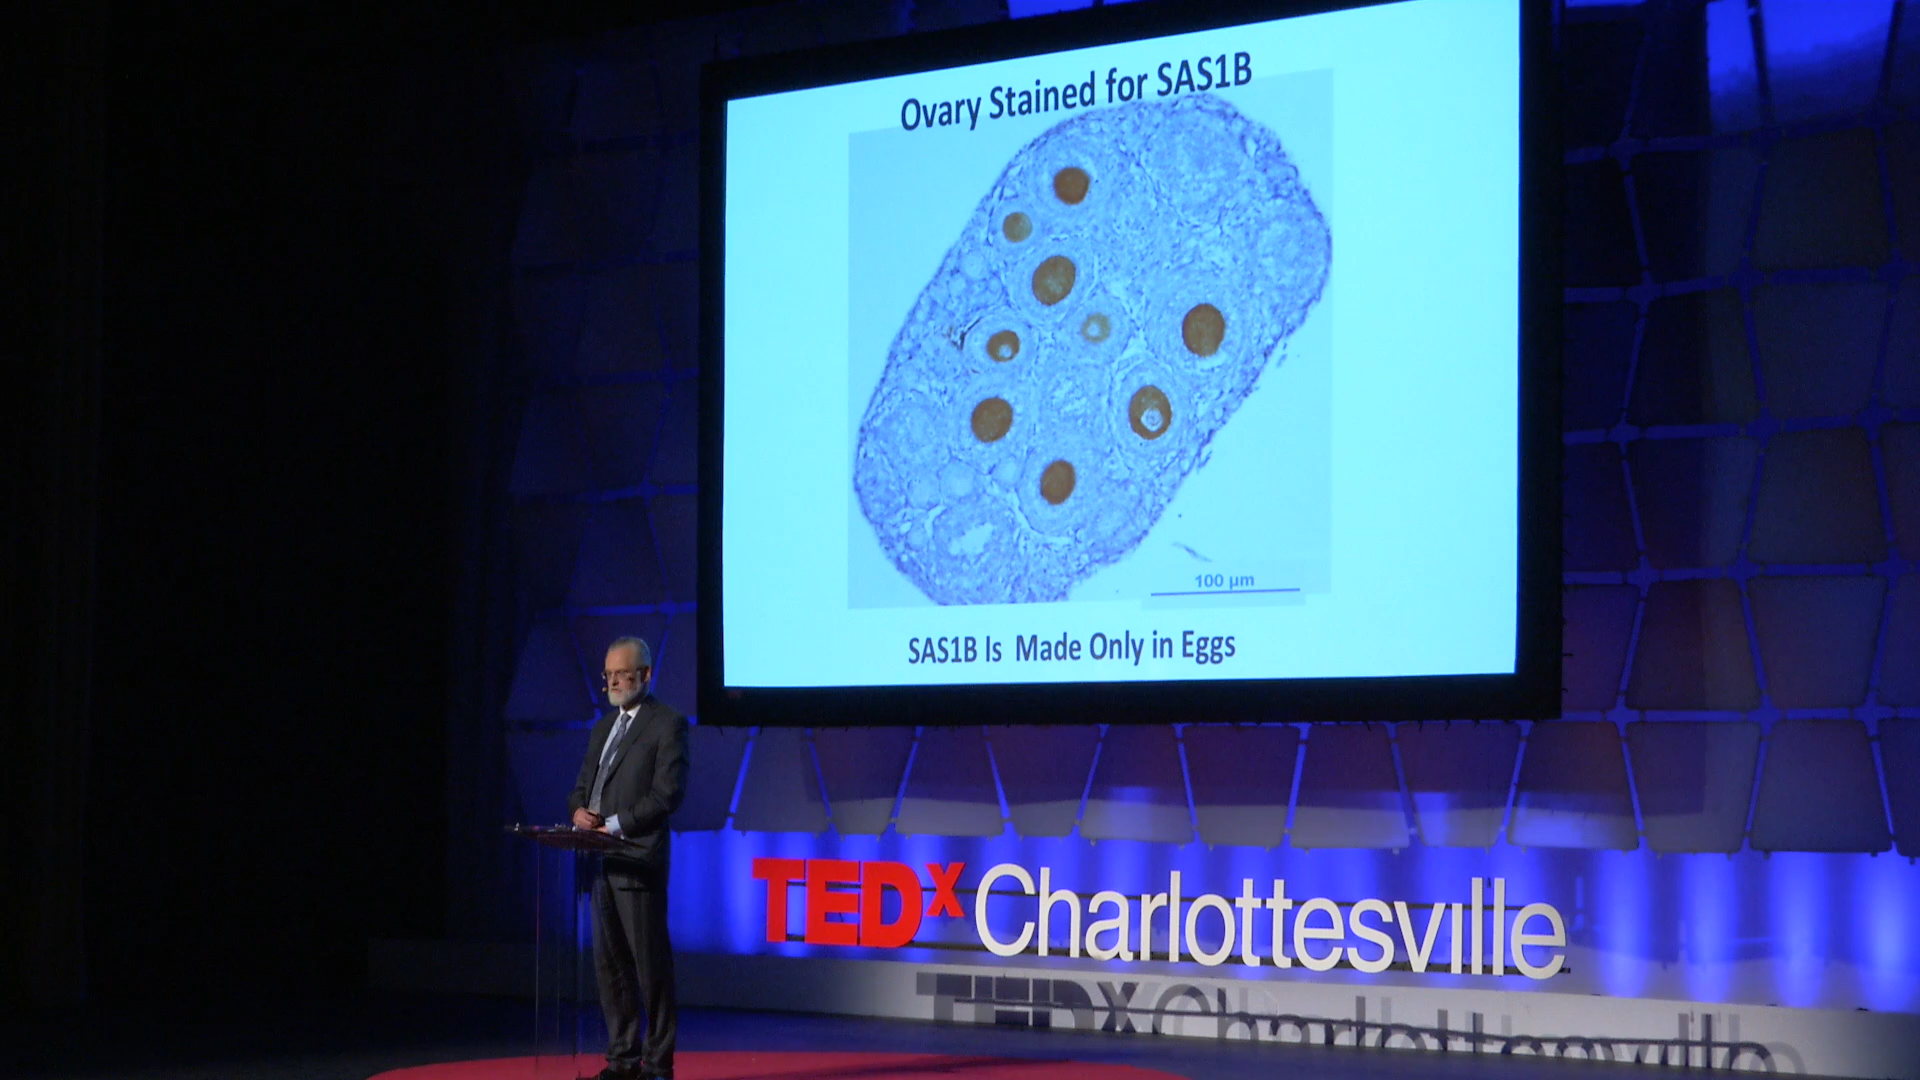 Ovary Stained for SAS1B
100 µm
SAS1B Is Made Only in Eggs
TEDx Charlottesville